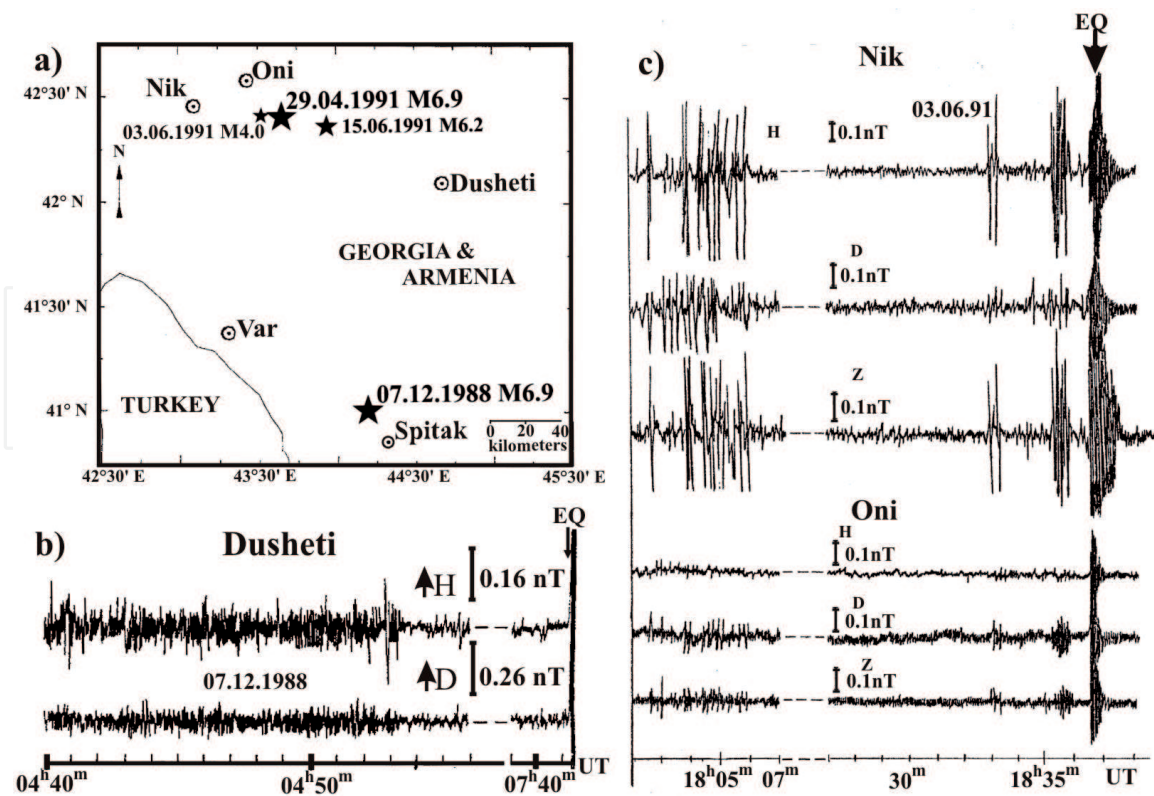 a)
42°30' N
42° N
41°30' N
41° N
42°30' E
43°30' E
44°30' E
45°30' E
N
Nik
Oni
29.04.1991 M6.9
03.06.1991 M4.0
15.06.1991 M6.2
Dusheti
GEORGIA &
ARMENIA
Var
TURKEY
07.12.1988 M6.9
Spitak
0 20 40
kilometers
b)
Dusheti
EQ
H
0.16 nT
D
0.26 nT
07.12.1988
04h40m
04h50m
07h40m
UT
c)
Nik
EQ
03.06.91
H
0.1nT
D
0.1nT
Z
0.1nT
Oni
H
0.1nT
D
0.1nT
Z
0.1nT
18h05m 07m
30m
18h35m
UT